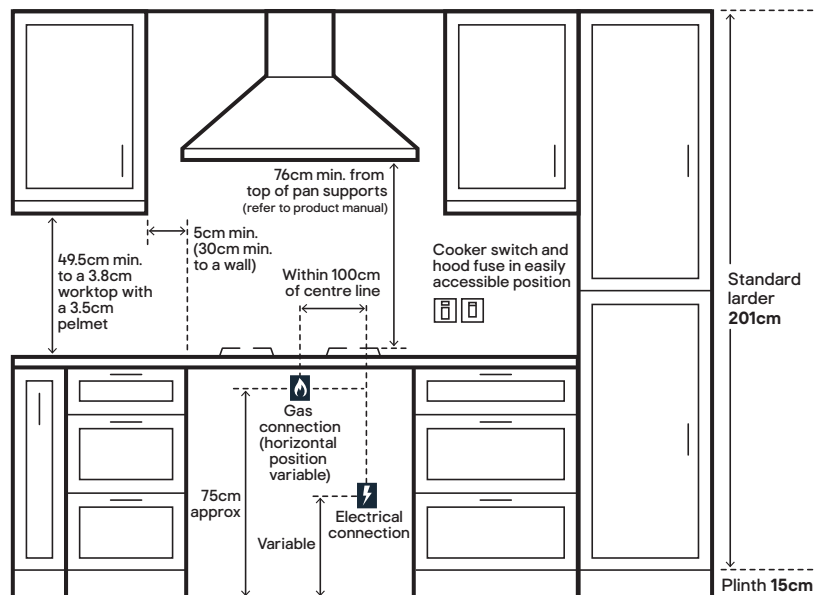 76cm min. from
top of pan supports
(refer to product manual)
5cm min.
(30cm min.
to a wall)
49.5cm min.
to a 3.8cm
worktop with
a 3.5cm
pelmet
Within 100cm
of centre line
Cooker switch and
hood fuse in easily
accessible position
Standard
larder
201cm
Gas
connection
(horizontal
position
variable)
75cm
approx
Electrical
connection
Variable
Plinth 15cm